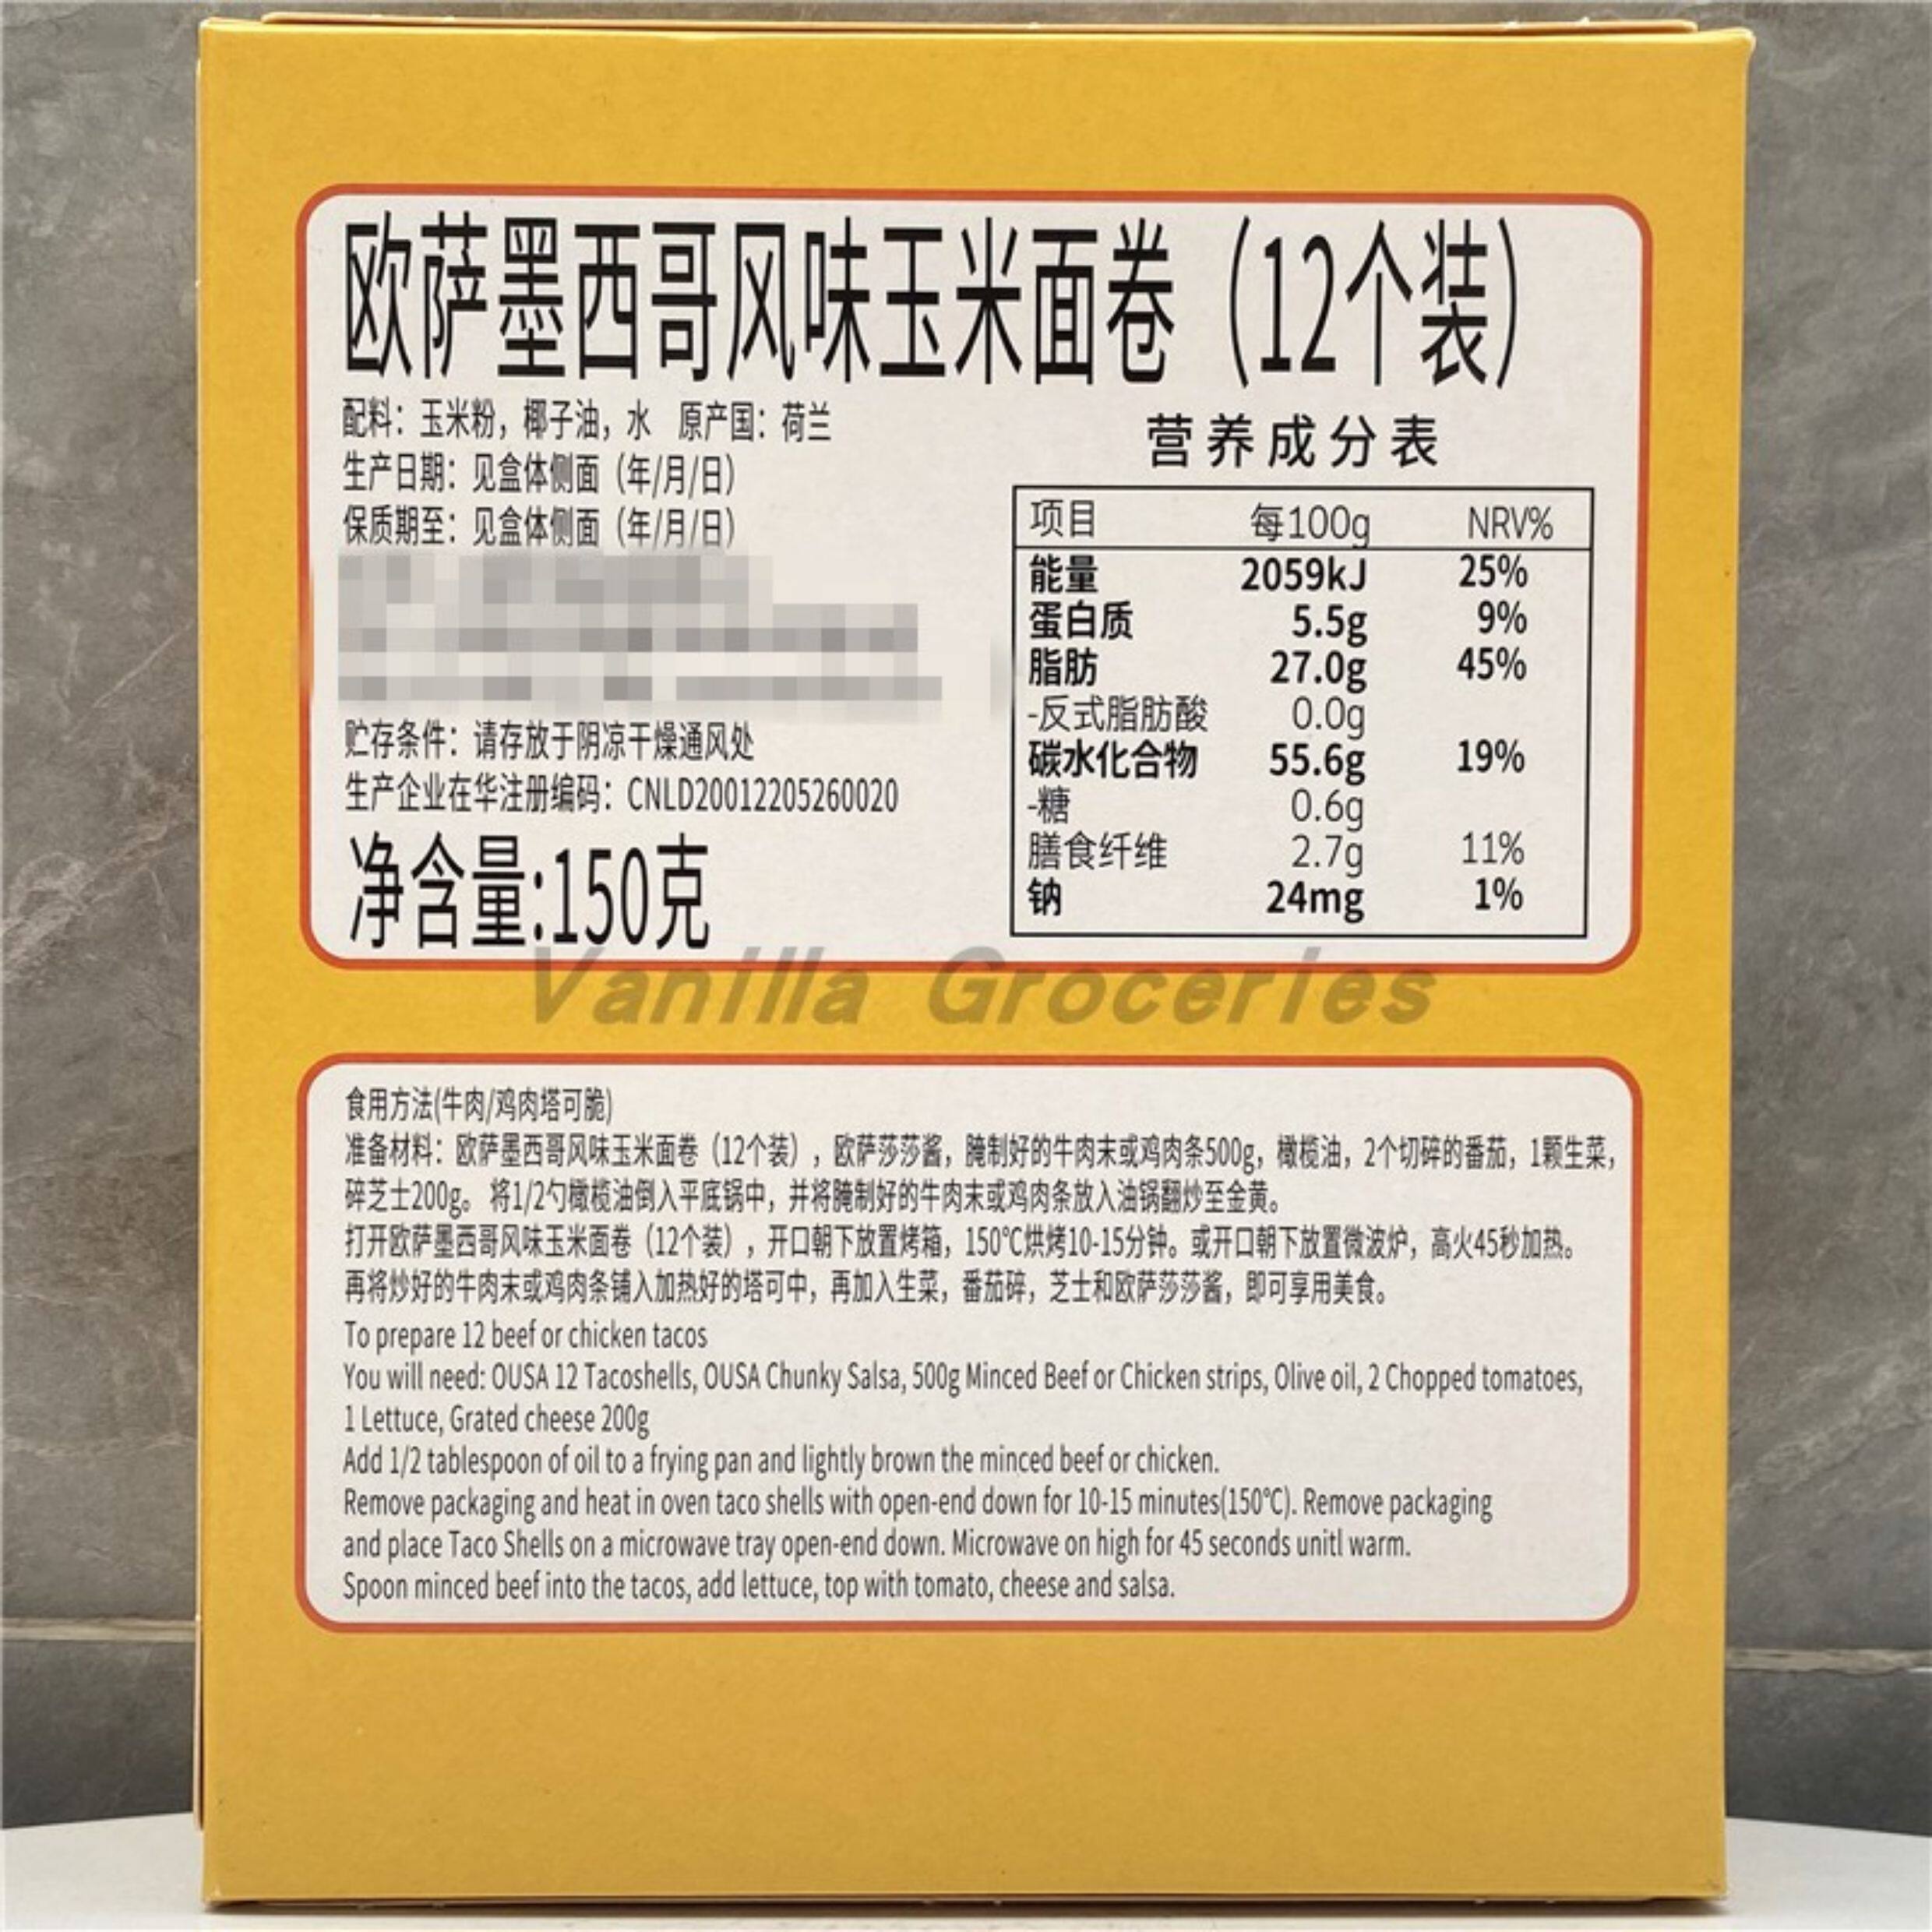 欧萨墨西哥风味玉米面卷（12个装）
配料：玉米粉，椰子油，水 原产国：荷兰
生产日期：见盒体侧面（年/月/日）
保质期至：见盒体侧面（年/月/日）
贮存条件：请存放于阴凉干燥通风处
生产企业在华注册编码：CNLD20012205260020
净含量:150克
营养成分表
项目 每100g NRV%
能量 2059kJ 25%
蛋白质 5.5g 9%
脂肪 27.0g 45%
-反式脂肪酸 0.0g
碳水化合物 55.6g 19%
-糖 0.6g
膳食纤维 2.7g 11%
钠 24mg 1%
Vanilla Groceries
食用方法(牛肉/鸡肉塔可脆)
准备材料：欧萨墨西哥风味玉米面卷（12个装），欧萨莎莎酱，腌制好的牛肉末或鸡肉条500g，橄榄油，2个切碎的番茄，1颗生菜，
碎芝士200g。 将1/2勺橄榄油倒入平底锅中，并将腌制好的牛肉末或鸡肉条放入油锅翻炒至金黄。
打开欧萨墨西哥风味玉米面卷（12个装），开口朝下放置烤箱，150℃烘烤10-15分钟。或开口朝下放置微波炉，高火45秒加热。
再将炒好的牛肉末或鸡肉条铺入加热好的塔可中，再加入生菜，番茄碎，芝士和欧萨莎莎酱，即可享用美食。
To prepare 12 beef or chicken tacos
You will need: OUSA 12 Tacoshells, OUSA Chunky Salsa, 500g Minced Beef or Chicken strips, Olive oil, 2 Chopped tomatoes,
1 Lettuce, Grated cheese 200g
Add 1/2 tablespoon of oil to a frying pan and lightly brown the minced beef or chicken.
Remove packaging and heat in oven taco shells with open-end down for 10-15 minutes(150℃). Remove packaging
and place Taco Shells on a microwave tray open-end down. Microwave on high for 45 seconds unitl warm.
Spoon minced beef into the tacos, add lettuce, top with tomato, cheese and salsa.